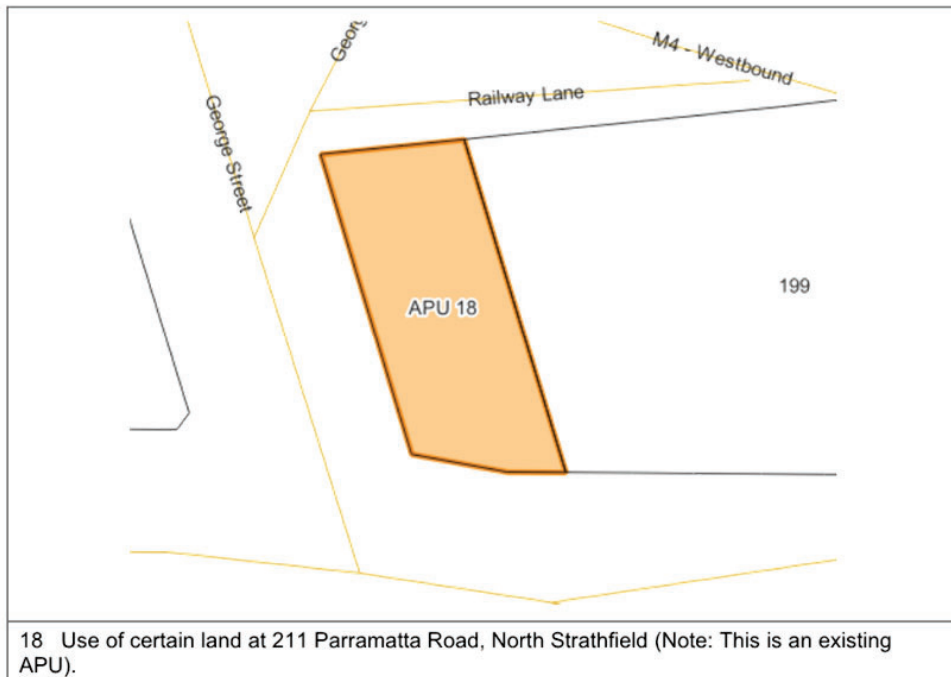 Geor
M4 - Westbound
Railway Lane
George Street
199
APU 18
18 Use of certain land at 211 Parramatta Road, North Strathfield (Note: This is an existing
APU).